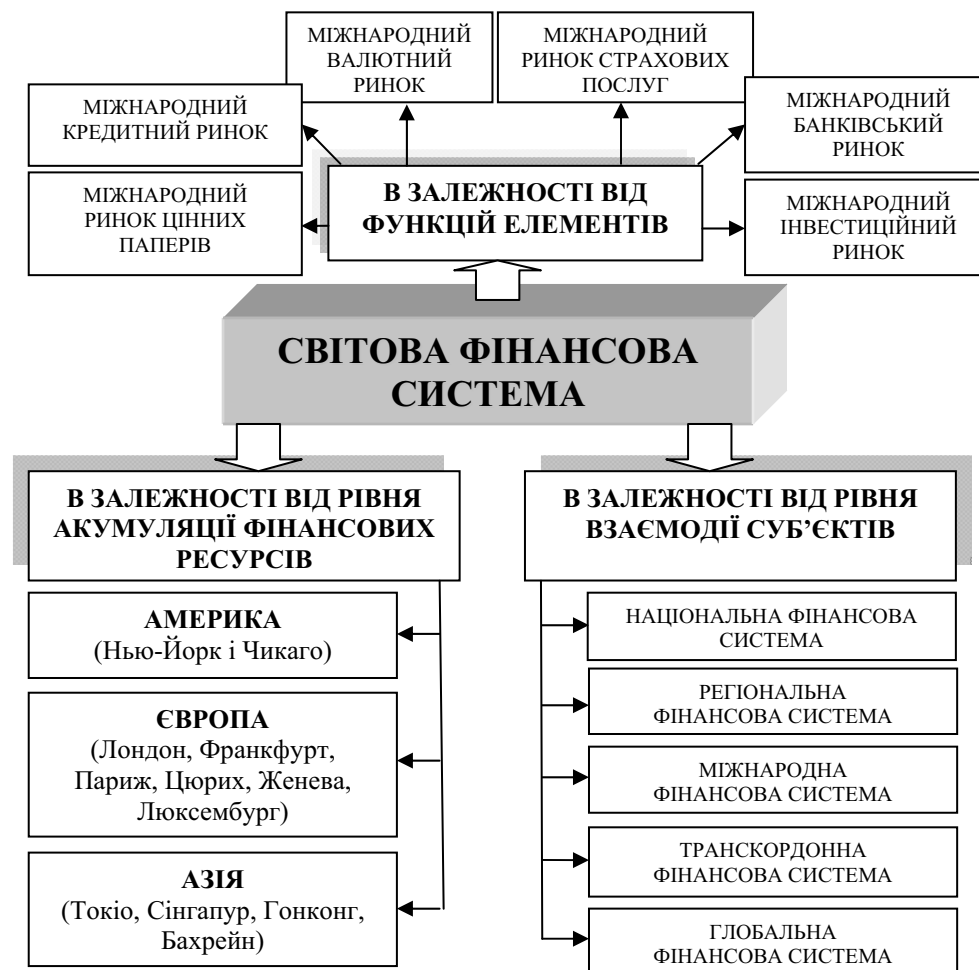 МІЖНАРОДНИЙ
ВАЛЮТНИЙ
РИНОК
МІЖНАРОДНИЙ
РИНОК СТРАХОВИХ
ПОСЛУГ
МІЖНАРОДНИЙ
КРЕДИТНИЙ РИНОК
МІЖНАРОДНИЙ
БАНКІВСЬКИЙ
РИНОК
МІЖНАРОДНИЙ
РИНОК ЦІННИХ
ПАПЕРІВ
В ЗАЛЕЖНОСТІ ВІД
ФУНКЦІЙ ЕЛЕМЕНТІВ
МІЖНАРОДНИЙ
ІНВЕСТИЦІЙНИЙ
РИНОК
СВІТОВА ФІНАНСОВА
СИСТЕМА
В ЗАЛЕЖНОСТІ ВІД РІВНЯ
АКУМУЛЯЦІЇ ФІНАНСОВИХ
РЕСУРСІВ
АМЕРИКА
(Нью-Йорк і Чикаго)
ЄВРОПА
(Лондон, Франкфурт,
Париж, Цюрих, Женева,
Люксембург)
АЗІЯ
(Токіо, Сінгапур, Гонконг,
Бахрейн)
В ЗАЛЕЖНОСТІ ВІД РІВНЯ
ВЗАЄМОДІЇ СУБ’ЄКТІВ
НАЦІОНАЛЬНА ФІНАНСОВА
СИСТЕМА
РЕГІОНАЛЬНА
ФІНАНСОВА СИСТЕМА
МІЖНАРОДНА
ФІНАНСОВА СИСТЕМА
ТРАНСКОРДОННА
ФІНАНСОВА СИСТЕМА
ГЛОБАЛЬНА
ФІНАНСОВА СИСТЕМА